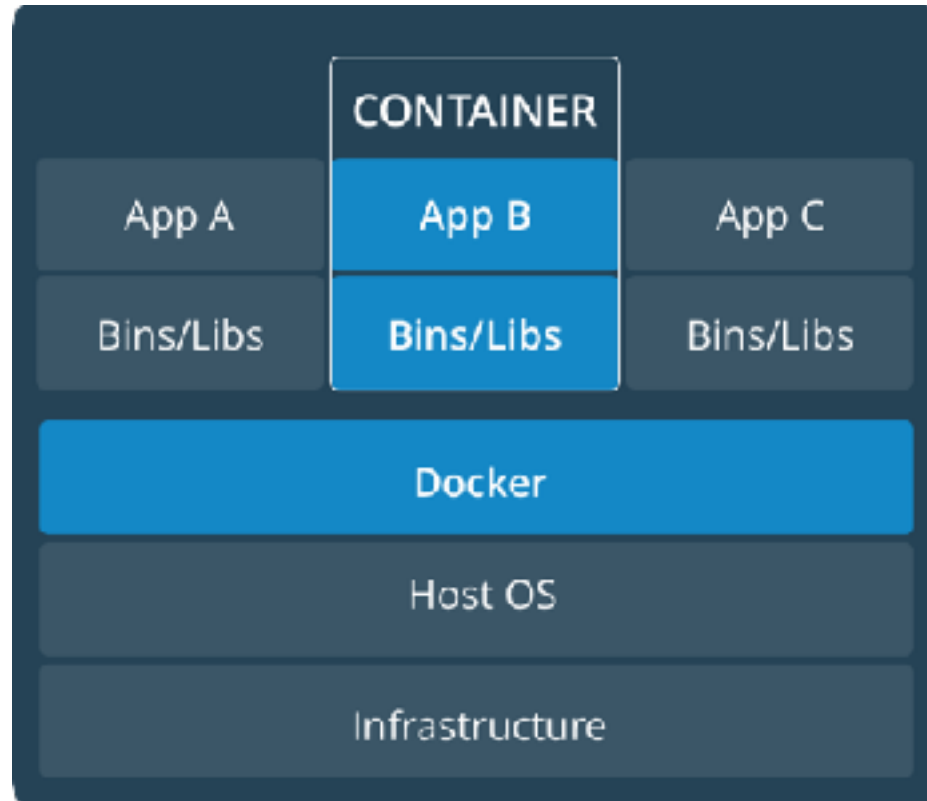 CONTAINER
App A App B App C
Bins/Libs Bins/Libs Bins/Libs
Docker
Host OS
Infrastructure